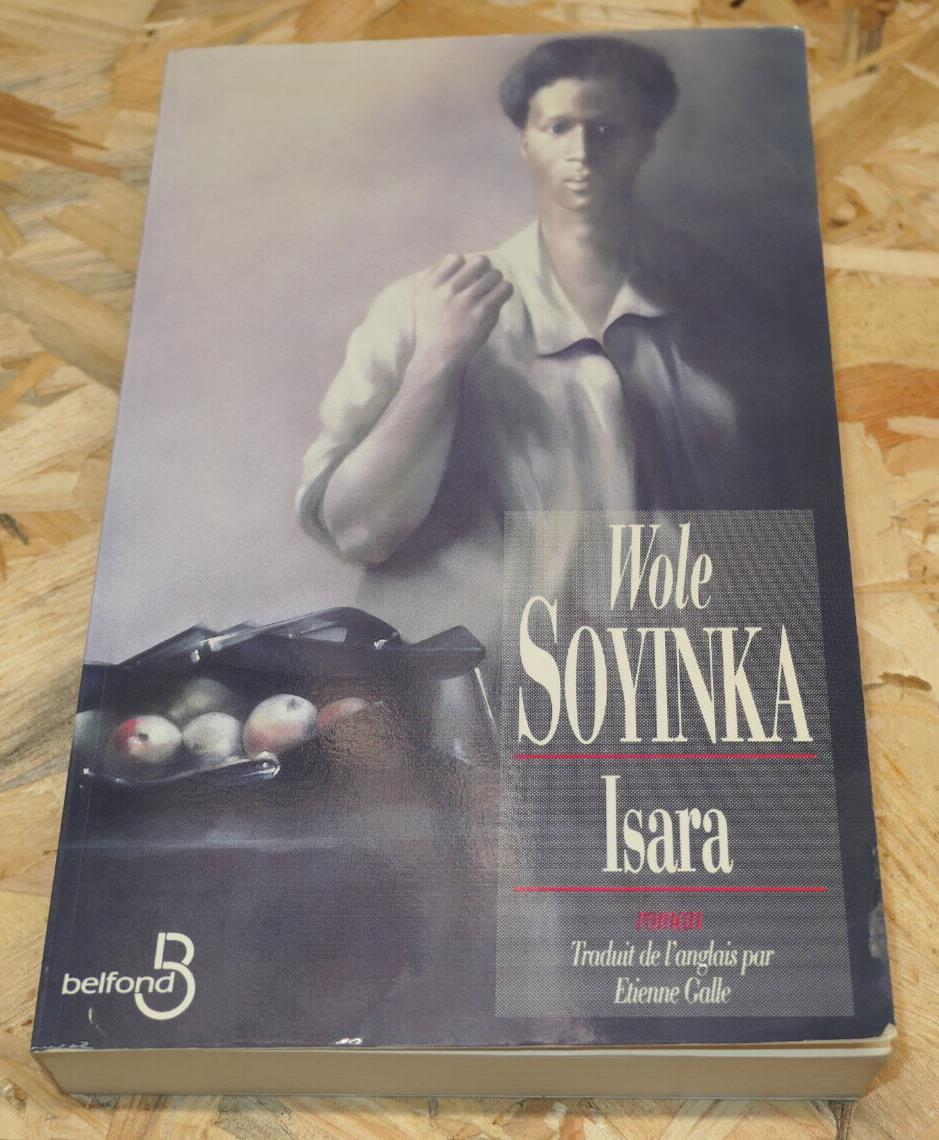 Wole
SOYINKA
Isara
roman
Traduit de l'anglais par
Etienne Galle
belfond
B